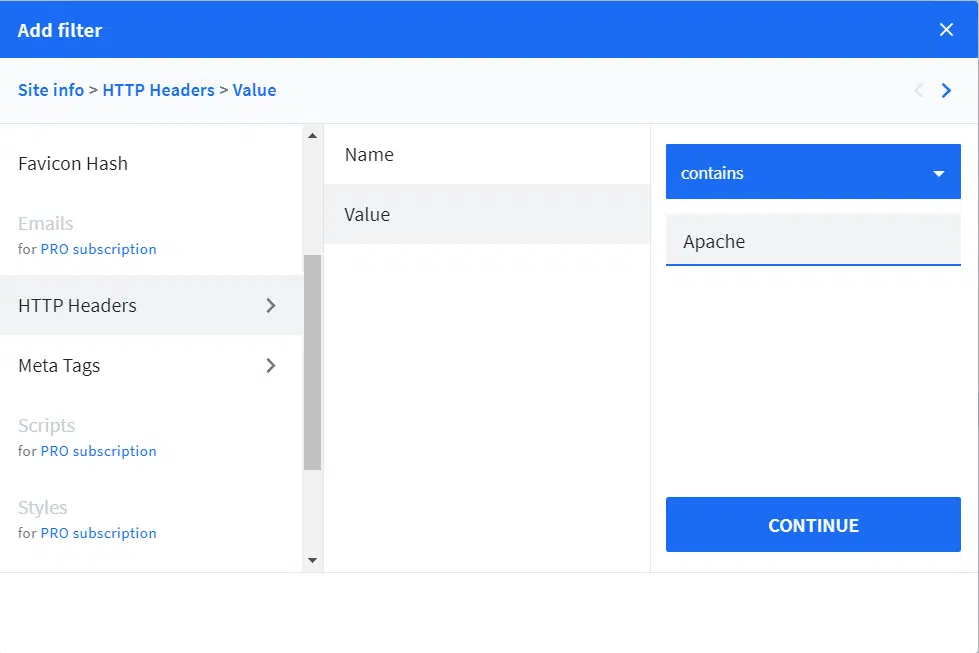 Add filter
Site info > HTTP Headers > Value
Favicon Hash
Emails
for PRO subscription
HTTP Headers
Meta Tags
Scripts
for PRO subscription
Styles
for PRO subscription
Name
Value
contains
Apache
CONTINUE